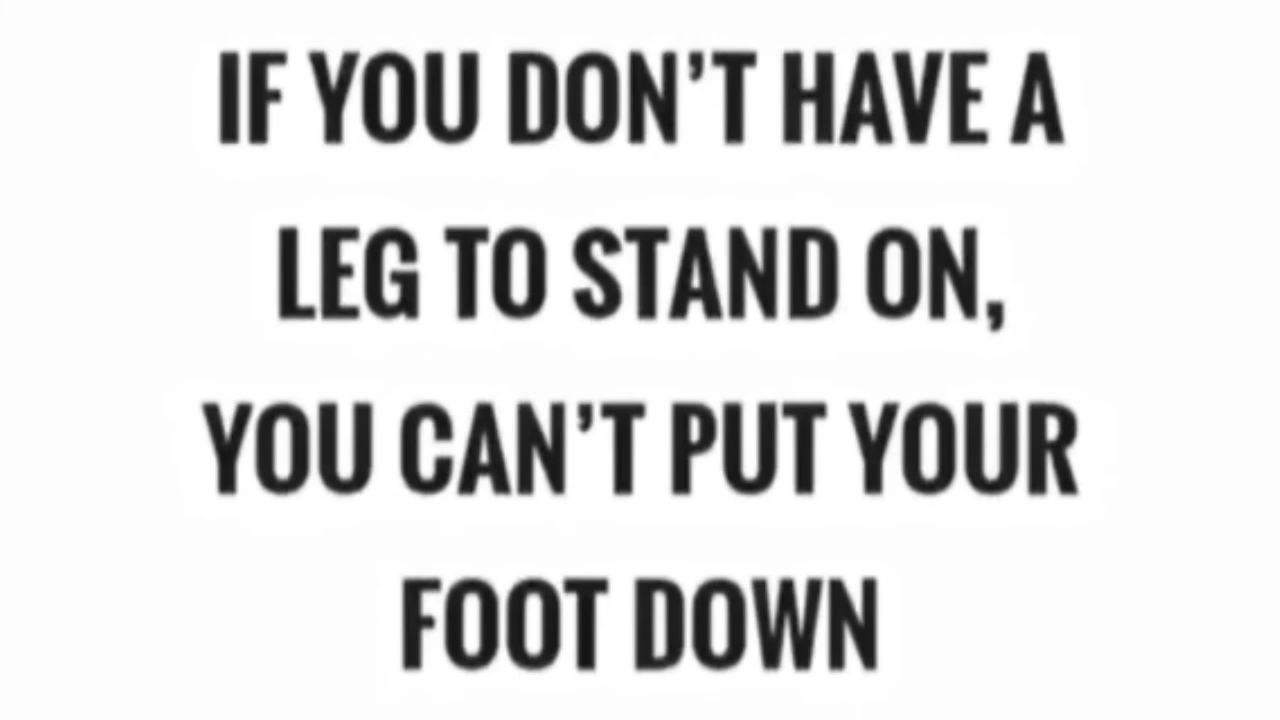 IF YOU DON’T HAVE A
LEG TO STAND ON,
YOU CAN’T PUT YOUR
FOOT DOWN